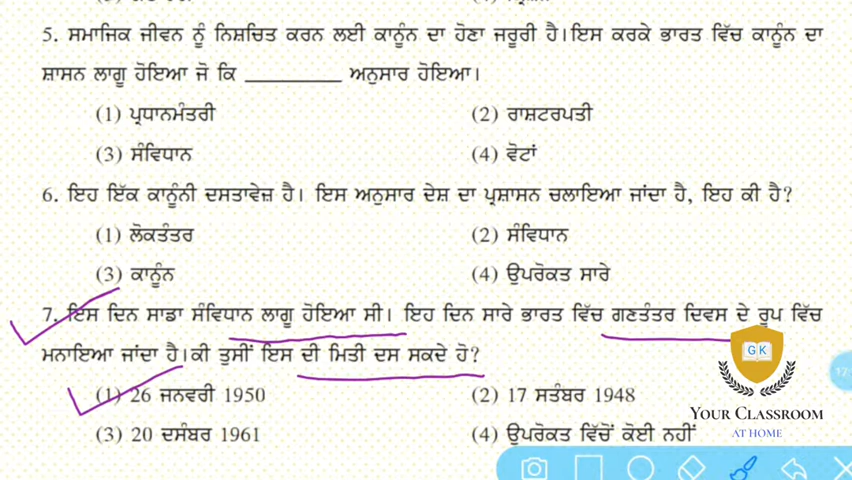 5. ਸਮਾਜਿਕ ਜੀਵਨ ਨੂੰ ਨਿਸ਼ਚਿਤ ਕਰਨ ਲਈ ਕਾਨੂੰਨ ਦਾ ਹੋਣਾ ਜਰੂਰੀ ਹੈ। ਇਸ ਕਰਕੇ ਭਾਰਤ ਵਿੱਚ ਕਾਨੂੰਨ ਦਾ
ਸ਼ਾਸਨ ਲਾਗੂ ਹੋਇਆ ਜੋ ਕਿ __________ ਅਨੁਸਾਰ ਹੋਇਆ।
(1) ਪ੍ਰਧਾਨਮੰਤਰੀ (2) ਰਾਸ਼ਟਰਪਤੀ
(3) ਸੰਵਿਧਾਨ (4) ਵੋਟਾਂ
6. ਇਹ ਇੱਕ ਕਾਨੂੰਨੀ ਦਸਤਾਵੇਜ਼ ਹੈ। ਇਸ ਅਨੁਸਾਰ ਦੇਸ਼ ਦਾ ਪ੍ਰਸ਼ਾਸਨ ਚਲਾਇਆ ਜਾਂਦਾ ਹੈ, ਇਹ ਕੀ ਹੈ?
(1) ਲੋਕਤੰਤਰ (2) ਸੰਵਿਧਾਨ
(3) ਕਾਨੂੰਨ (4) ਉਪਰੋਕਤ ਸਾਰੇ
7. ਇਸ ਦਿਨ ਸਾਡਾ ਸੰਵਿਧਾਨ ਲਾਗੂ ਹੋਇਆ ਸੀ। ਇਹ ਦਿਨ ਸਾਰੇ ਭਾਰਤ ਵਿੱਚ ਗਣਤੰਤਰ ਦਿਵਸ ਦੇ ਰੂਪ ਵਿੱਚ
ਮਨਾਇਆ ਜਾਂਦਾ ਹੈ। ਕੀ ਤੁਸੀਂ ਇਸ ਦੀ ਮਿਤੀ ਦਸ ਸਕਦੇ ਹੋ?
(1) 26 ਜਨਵਰੀ 1950 (2) 17 ਸਤੰਬਰ 1948
(3) 20 ਦਸੰਬਰ 1961 (4) ਉਪਰੋਕਤ ਵਿੱਚੋਂ ਕੋਈ ਨਹੀਂ
GK
YOUR CLASSROOM
AT HOME